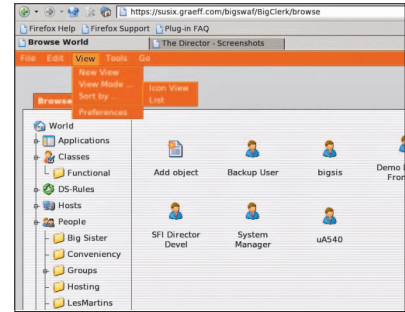 https://susix.graeff.com/bigswaf/BigClerk/browse
Firefox Help Firefox Support Plug-in FAQ
Browse World The Director - Screenshots
File Edit View Tools Go
New View
View Mode ...
Icon View
Sort by ...
List
Preferences
Browse
World
Applications
Classes
Functional
DS-Rules
Hosts
People
Big Sister
Conveniency
Groups
Hosting
LesMartins
Add object Backup User bigsis Demo
SFI Director
Devel
System
Manager
uA540